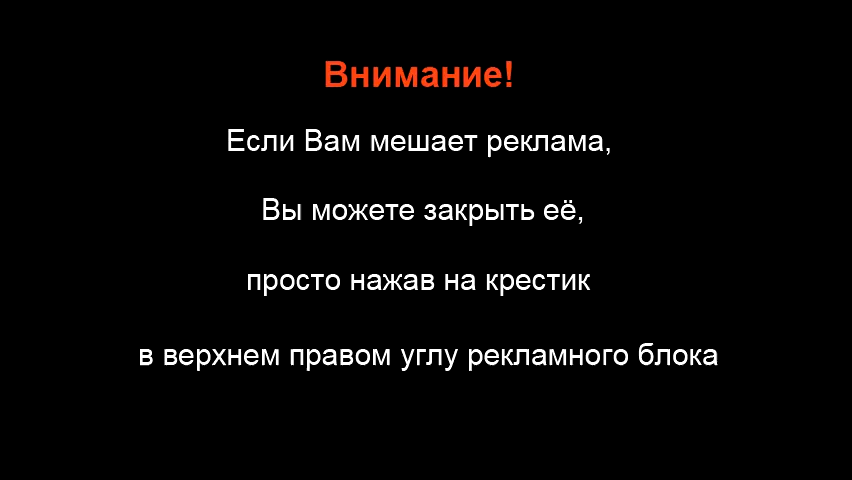 Внимание!
Если Вам мешает реклама,
Вы можете закрыть её,
просто нажав на крестик
в верхнем правом углу рекламного блока